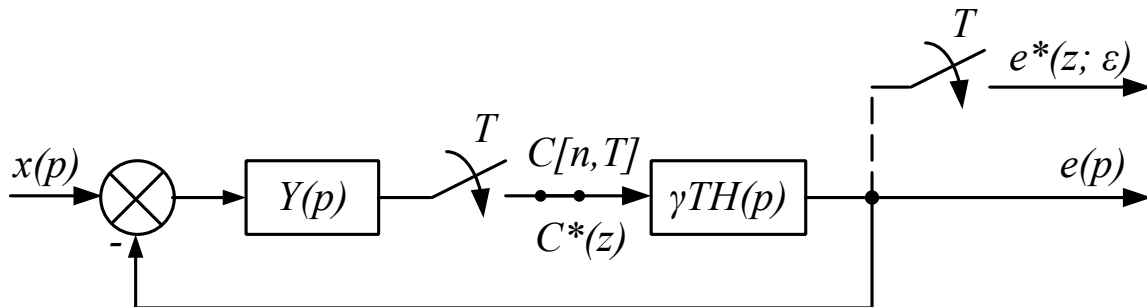 T
e*(z; ε)
x(p)
T
C[n,T]
e(p)
Y(p)
γTH(p)
-
C*(z)